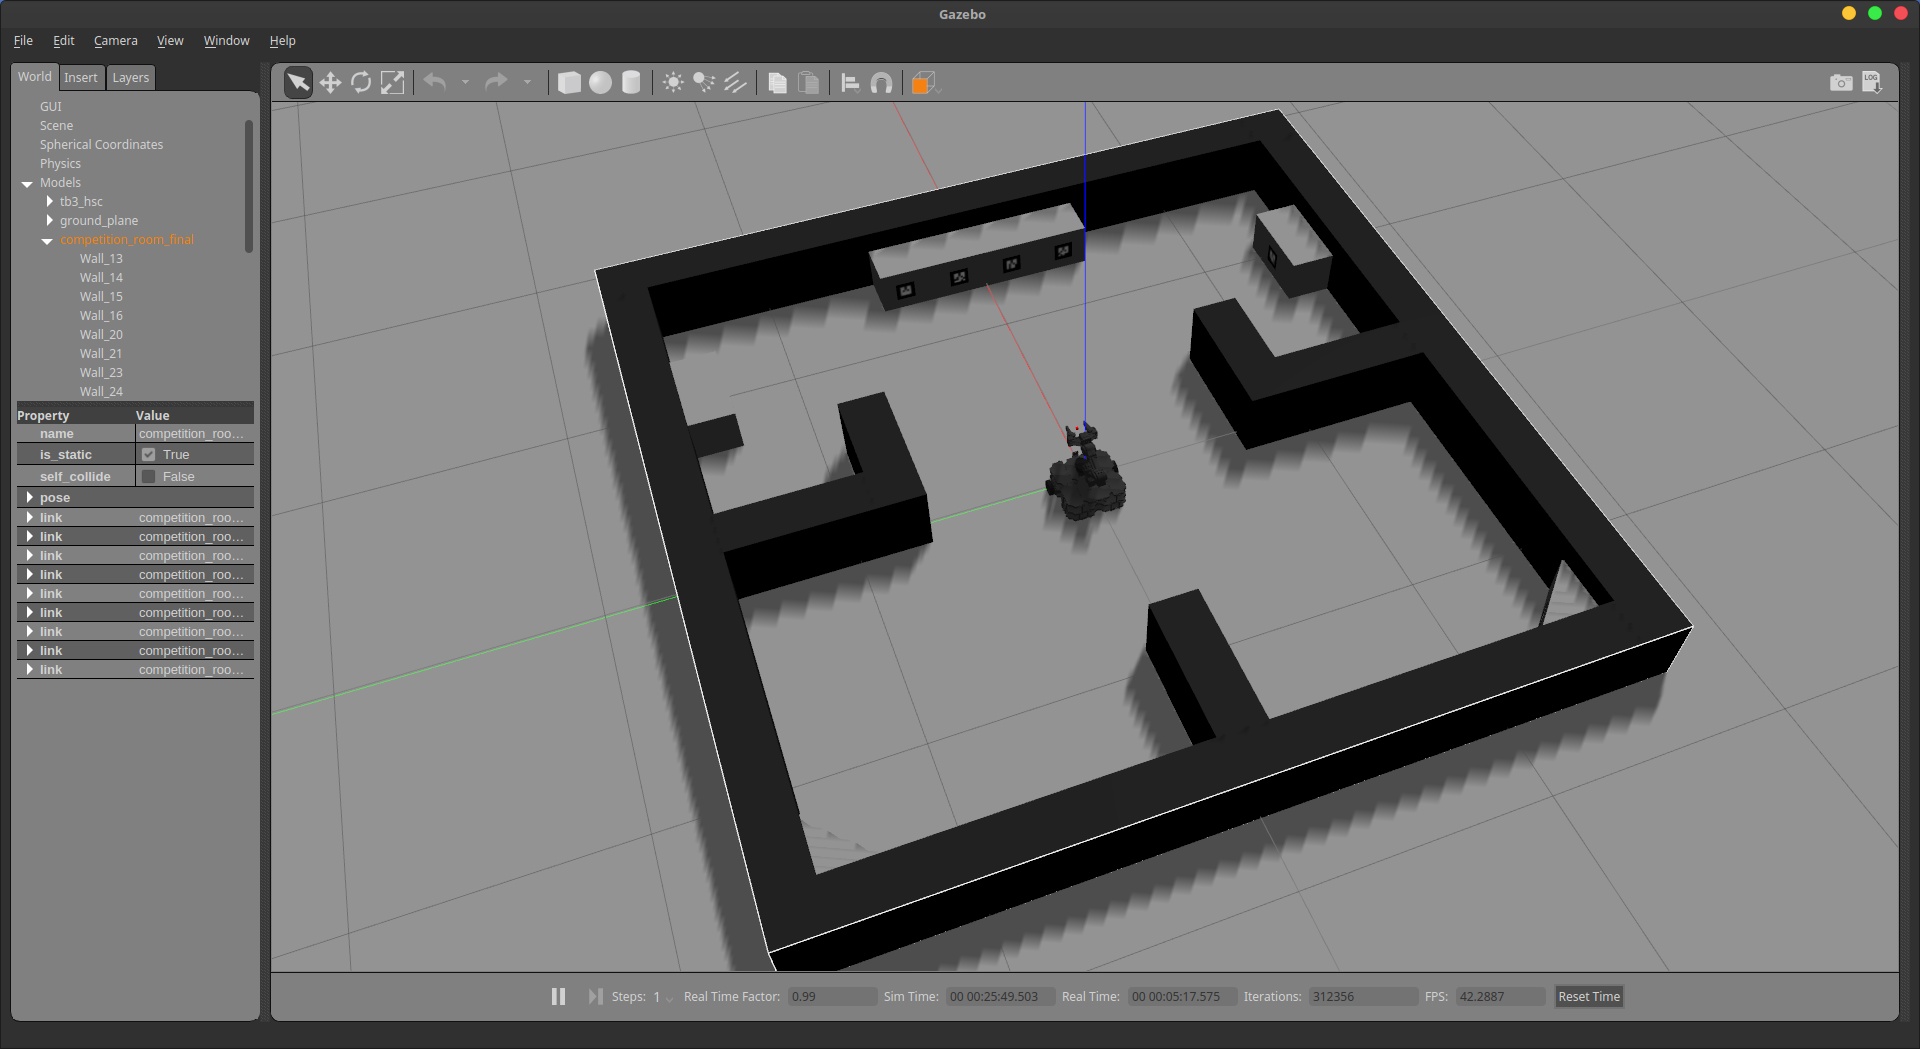 Gazebo
File Edit Camera View Window Help
World Insert Layers
LOG
GUI
Scene
Spherical Coordinates
Physics
Models
tb3_hsc
ground_plane
competition_room_final
Wall_13
Wall_14
Wall_15
Wall_16
Wall_20
Wall_21
Wall_23
Wall_24
Property Value
name competition_roo...
is_static True
self_collide False
pose
link competition_roo...
link competition_roo...
link competition_roo...
link competition_roo...
link competition_roo...
link competition_roo...
link competition_roo...
link competition_roo...
link competition_roo...
Steps: 1 Real Time Factor: 0.99 Sim Time: 00 00:25:49.503 Real Time: 00 00:05:17.575 Iterations: 312356 FPS: 42.2887 Reset Time